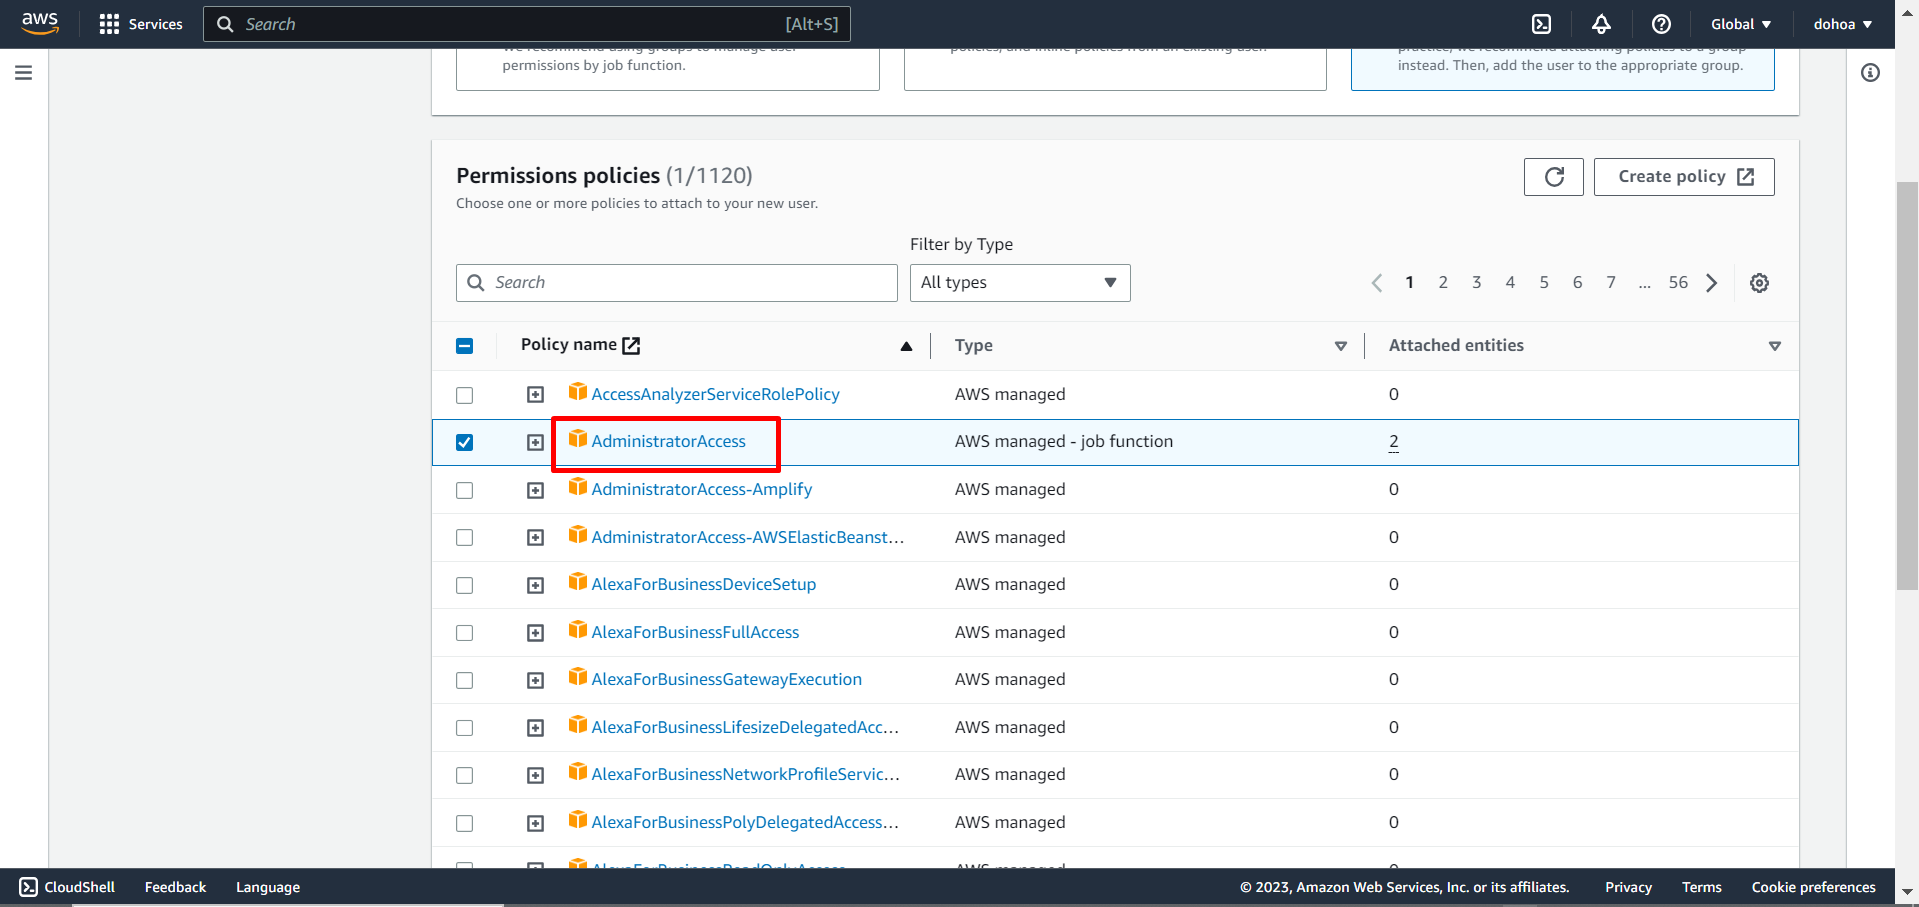 aws
Services
Search
[Alt+S]
Global
dohoa
We recommend using groups to manage user
permissions by job function.
policies, and inline policies from an existing user.
practice, we recommend attaching policies to a group
instead. Then, add the user to the appropriate group.
Permissions policies (1/1120)
Choose one or more policies to attach to your new user.
Create policy
Filter by Type
Search
All types
1 2 3 4 5 6 7 ... 56
Policy name
Type
Attached entities
AccessAnalyzerServiceRolePolicy
AWS managed
0
AdministratorAccess
AWS managed - job function
2
AdministratorAccess-Amplify
AWS managed
0
AdministratorAccess-AWSElasticBeanst...
AWS managed
0
AlexaForBusinessDeviceSetup
AWS managed
0
AlexaForBusinessFullAccess
AWS managed
0
AlexaForBusinessGatewayExecution
AWS managed
0
AlexaForBusinessLifesizeDelegatedAcc...
AWS managed
0
AlexaForBusinessNetworkProfileServic...
AWS managed
0
AlexaForBusinessPolyDelegatedAccess...
AWS managed
0
AlexaForBusinessReadOnlyAccess
AWS managed
0
CloudShell
Feedback
Language
© 2023, Amazon Web Services, Inc. or its affiliates.
Privacy
Terms
Cookie preferences